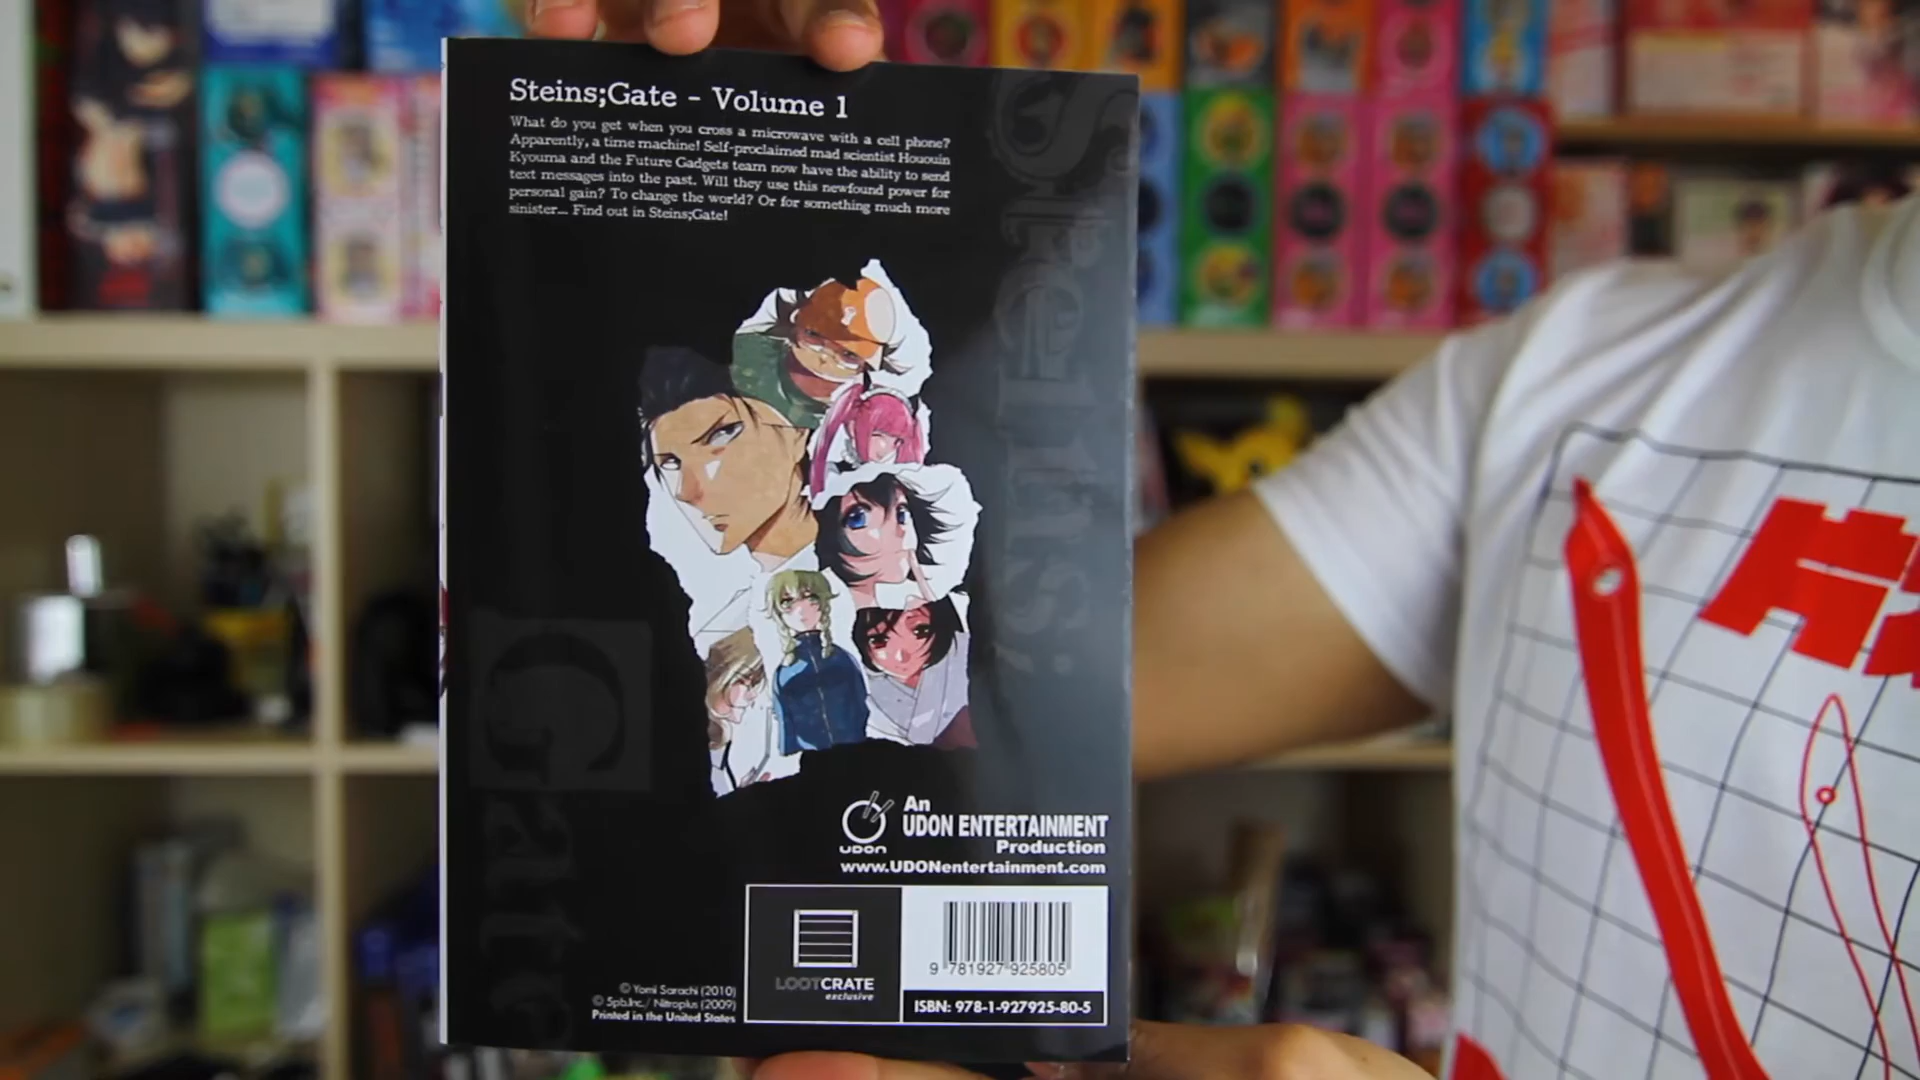 Steins;Gate - Volume 1
What do you get when you cross a microwave with a cell phone?
Apparently, a time machine! Self-proclaimed mad scientist Hououin
Kyouma and the Future Gadgets team now have the ability to send
text messages into the past. Will they use this newfound power for
personal gain? To change the world? Or for something much more
sinister... Find out in Steins;Gate!
Steins;
Gate
An
UDON ENTERTAINMENT
Production
UDON
www.UDONentertainment.com
LOOTCRATE
exclusive
9 781927 925805
ISBN: 978-1-927925-80-5
© Yomi Sarachi (2010)
© 5pb.Inc./ Nitroplus (2009)
Printed in the United States